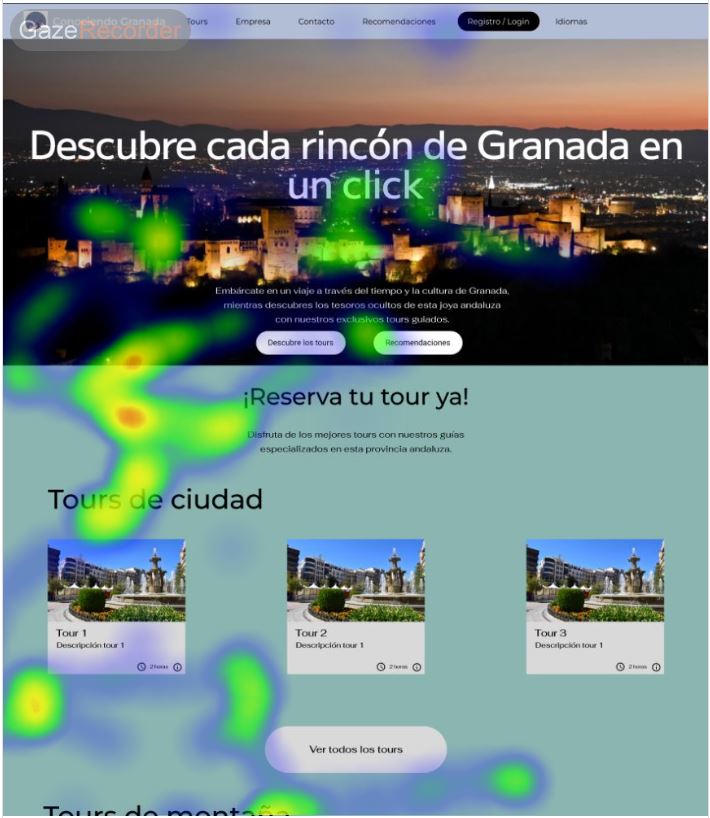 GazeRecorder
Conociendo Granada
Tours
Empresa
Contacto
Recomendaciones
Registro / Login
Idiomas
Descubre cada rincón de Granada en
un click
Embárcate en un viaje a través del tiempo y la cultura de Granada,
mientras descubres los tesoros ocultos de esta joya andaluza
con nuestros exclusivos tours guiados.
Descubre los tours
Recomendaciones
¡Reserva tu tour ya!
Disfruta de los mejores tours con nuestros guías
especializados en esta provincia andaluza.
Tours de ciudad
Tour 1
Descripción tour 1
2 horas
Tour 2
Descripción tour 1
2 horas
Tour 3
Descripción tour 1
2 horas
Ver todos los tours
Tours de montaña